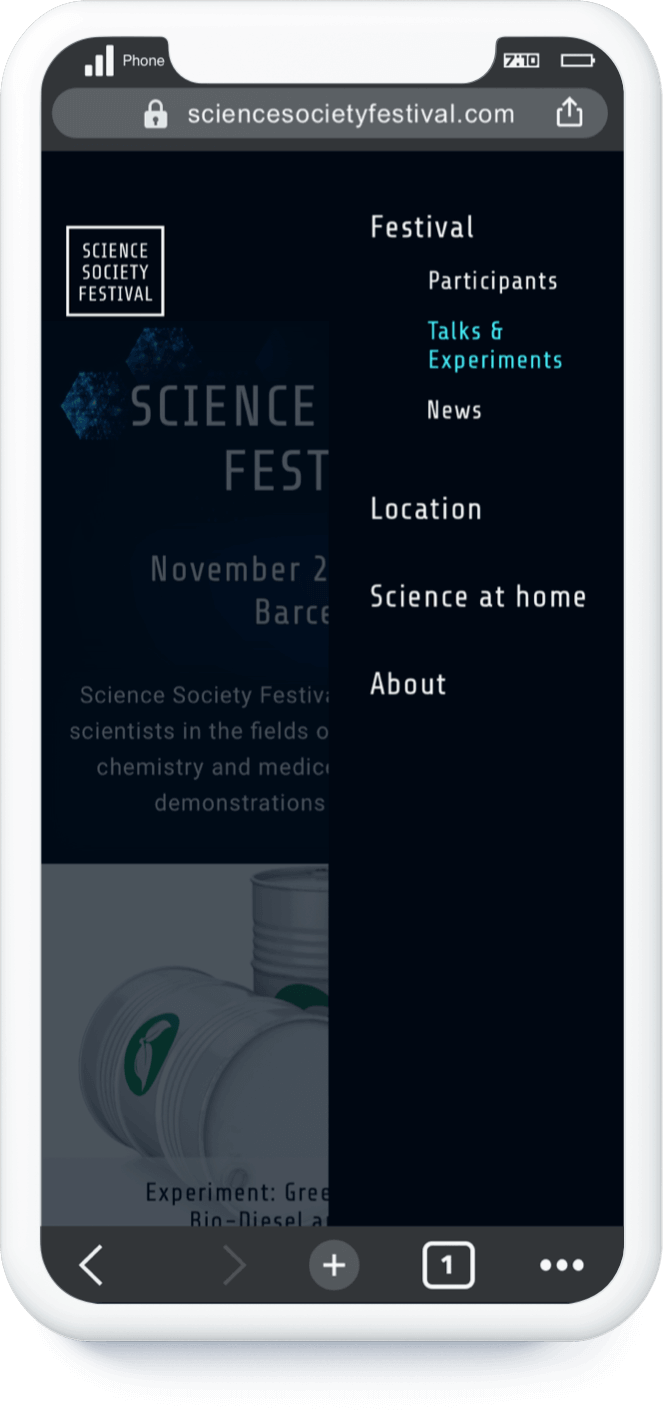 Phone
7:10
sciencesocietyfestival.com
SCIENCE
SOCIETY
FESTIVAL
Festival
Participants
Talks &
Experiments
News
Location
Science at home
About
SCIENCE
FEST
November 2
Barce
Science Society Festiva
scientists in the fields o
chemistry and medic
demonstrations
Experiment: Gree
Bio-Diesel a
1